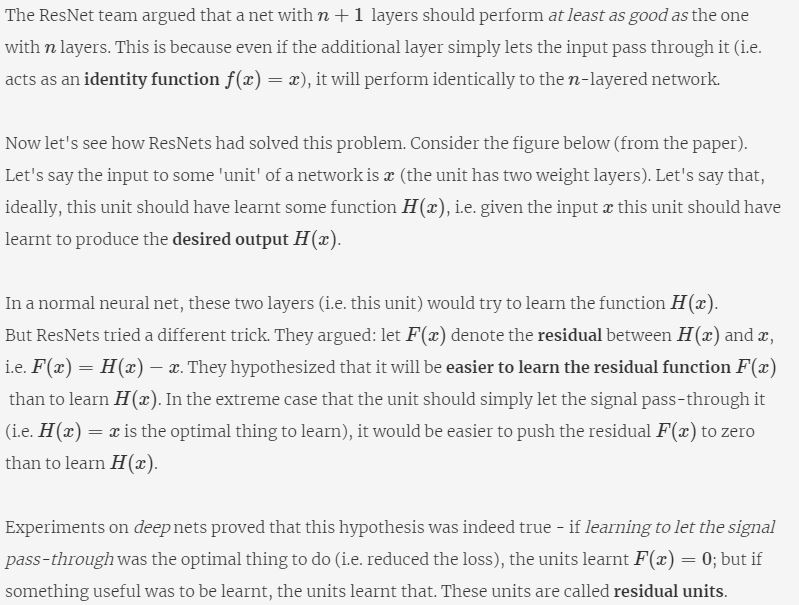 The ResNet team argued that a net with n + 1 layers should perform at least as good as the one
with n layers. This is because even if the additional layer simply lets the input pass through it (i.e.
acts as an identity function f(x) = x), it will perform identically to the n-layered network.
Now let's see how ResNets had solved this problem. Consider the figure below (from the paper).
Let's say the input to some 'unit' of a network is x (the unit has two weight layers). Let's say that,
ideally, this unit should have learnt some function H(x), i.e. given the input x this unit should have
learnt to produce the desired output H(x).
In a normal neural net, these two layers (i.e. this unit) would try to learn the function H(x).
But ResNets tried a different trick. They argued: let F(x) denote the residual between H(x) and x,
i.e. F(x) = H(x) − x. They hypothesized that it will be easier to learn the residual function F(x)
than to learn H(x). In the extreme case that the unit should simply let the signal pass-through it
(i.e. H(x) = x is the optimal thing to learn), it would be easier to push the residual F(x) to zero
than to learn H(x).
Experiments on deep nets proved that this hypothesis was indeed true - if learning to let the signal
pass-through was the optimal thing to do (i.e. reduced the loss), the units learnt F(x) = 0; but if
something useful was to be learnt, the units learnt that. These units are called residual units.